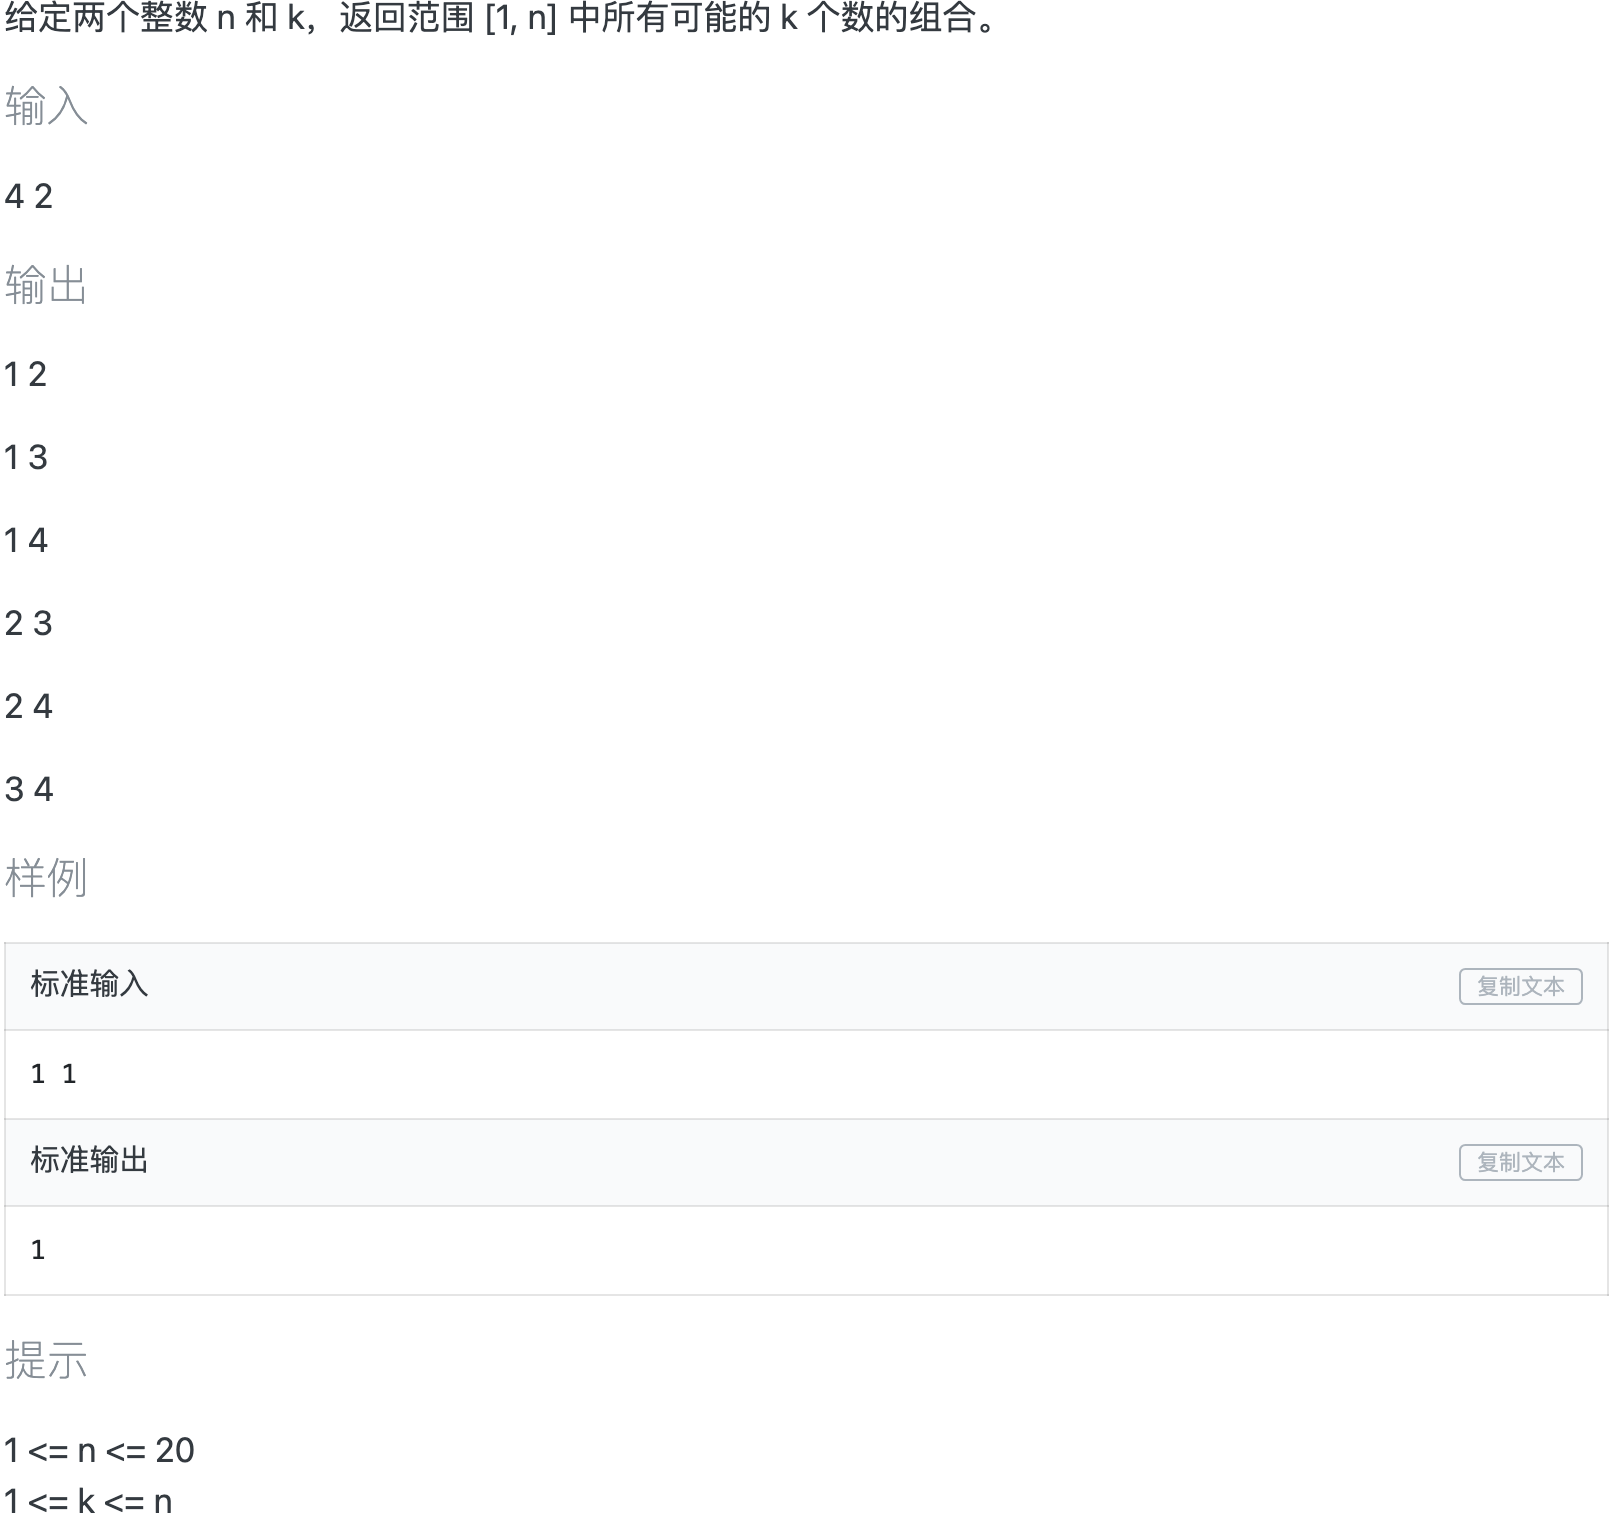 给定两个整数 n 和 k，返回范围 [1, n] 中所有可能的 k 个数的组合。
输入
4 2
输出
1 2
1 3
1 4
2 3
2 4
3 4
样例
标准输入
复制文本
1 1
标准输出
复制文本
1
提示
1 <= n <= 20
1 <= k <= n